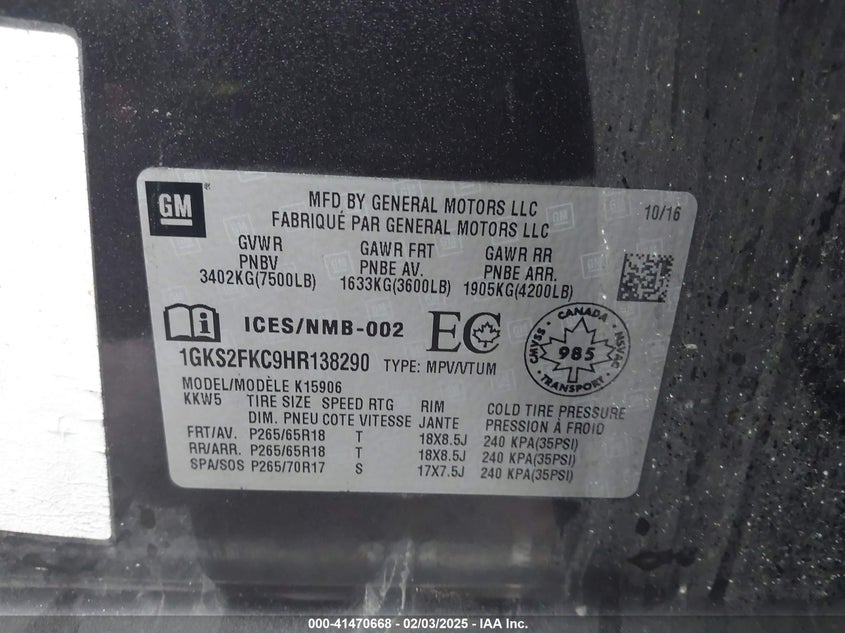 GM
MFD BY GENERAL MOTORS LLC
FABRIQUÉ PAR GENERAL MOTORS LLC
10/16
GVWR GAWR FRT GAWR RR
PNBV PNBE AV. PNBE ARR.
3402KG(7500LB) 1633KG(3600LB) 1905KG(4200LB)
ICES/NMB-002 EC
CANADA
CMVSS 985 NSVAC
TRANSPORT
1GKS2FKC9HR138290 TYPE: MPV/VTUM
MODEL/MODÈLE K15906
KKW5 TIRE SIZE SPEED RTG RIM COLD TIRE PRESSURE
DIM. PNEU COTE VITESSE JANTE PRESSION À FROID
FRT/AV. P265/65R18 T 18X8.5J 240 KPA(35PSI)
RR/ARR. P265/65R18 T 18X8.5J 240 KPA(35PSI)
SPA/SOS P265/70R17 S 17X7.5J 240 KPA(35PSI)
000-41470668 - 02/03/2025 - IAA Inc.